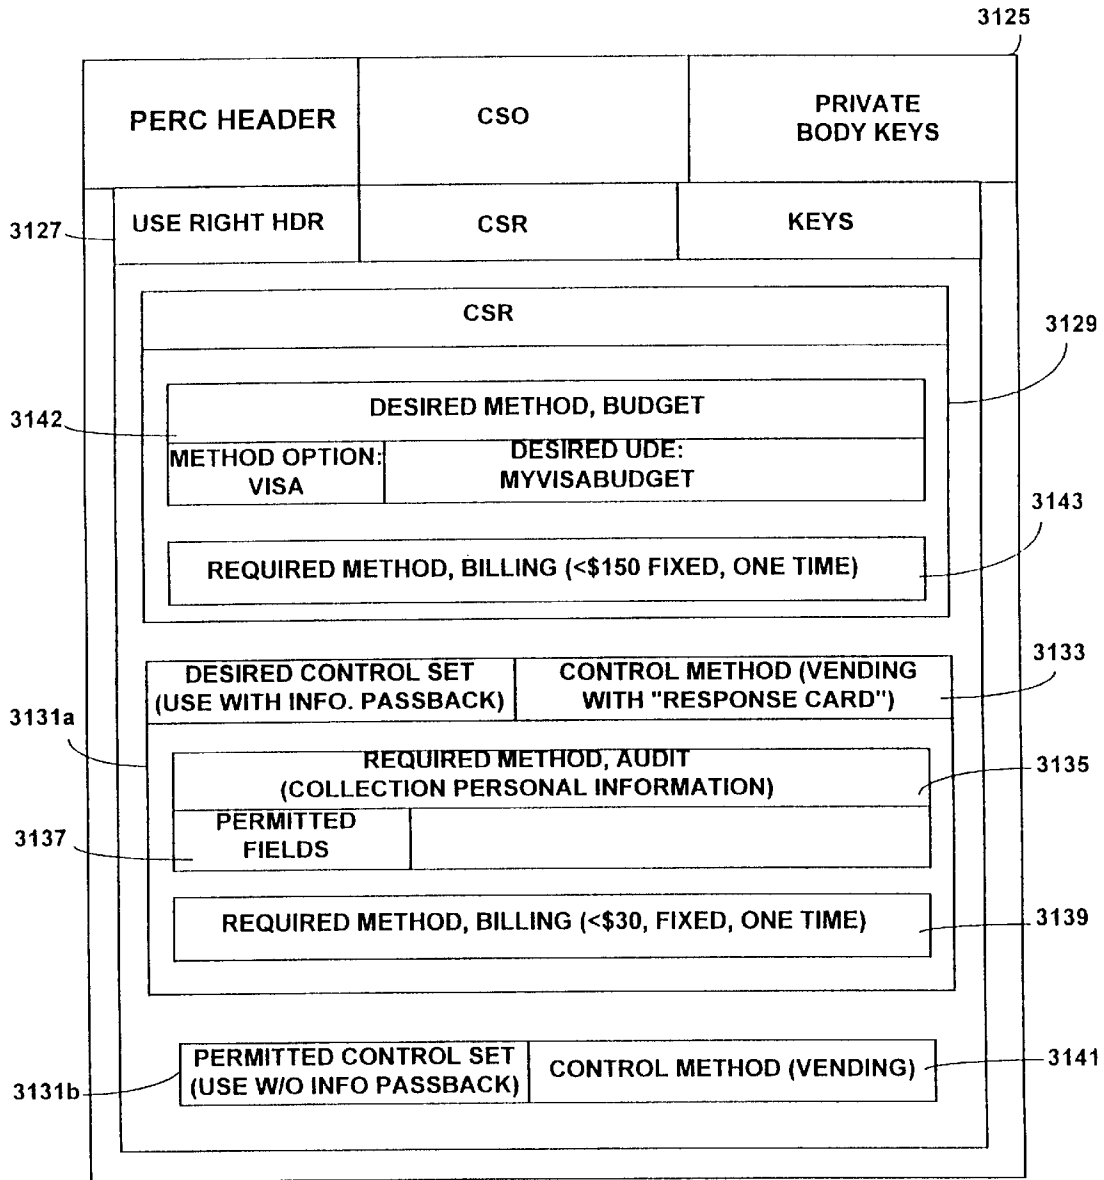 3125
PERC HEADER
CSO
PRIVATE
BODY KEYS
3127
USE RIGHT HDR
CSR
KEYS
CSR
3129
DESIRED METHOD, BUDGET
3142
METHOD OPTION:
VISA
DESIRED UDE:
MYVISABUDGET
3143
REQUIRED METHOD, BILLING (<$150 FIXED, ONE TIME)
DESIRED CONTROL SET
(USE WITH INFO. PASSBACK)
CONTROL METHOD (VENDING
WITH "RESPONSE CARD")
3133
3131a
REQUIRED METHOD, AUDIT
(COLLECTION PERSONAL INFORMATION)
3135
3137
PERMITTED
FIELDS
REQUIRED METHOD, BILLING (<$30, FIXED, ONE TIME)
3139
PERMITTED CONTROL SET
(USE W/O INFO PASSBACK)
CONTROL METHOD (VENDING)
3141
3131b